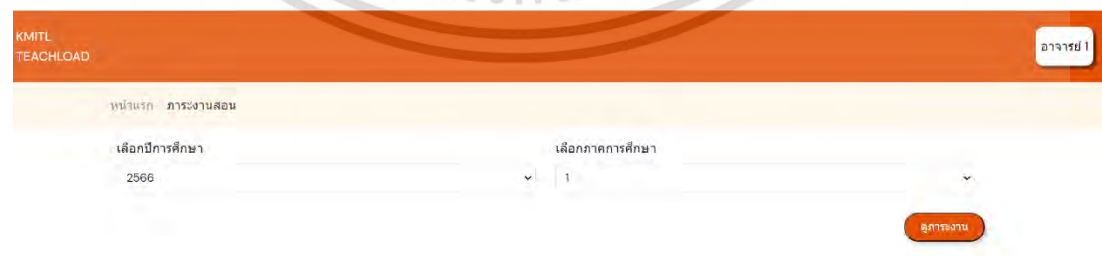 KMITL
TEACHLOAD
อาจารย์ 1
หน้าแรก ภาระงานสอน
เลือกปีการศึกษา เลือกภาคการศึกษา
2566 1
ดูภาระงาน